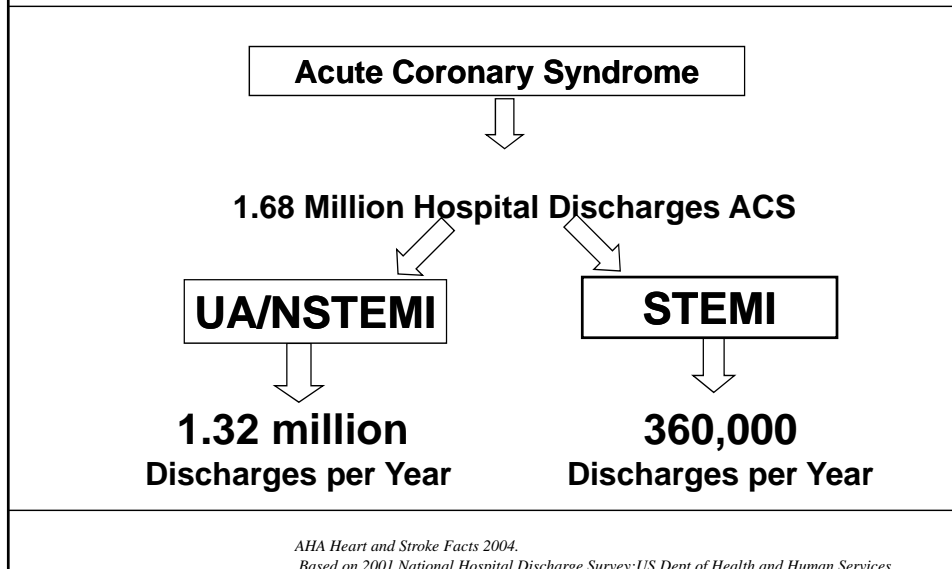 Acute Coronary Syndrome
1.68 Million Hospital Discharges ACS
UA/NSTEMI
STEMI
1.32 million
Discharges per Year
360,000
Discharges per Year
AHA Heart and Stroke Facts 2004.
Based on 2001 National Hospital Discharge Survey;US Dept of Health and Human Services